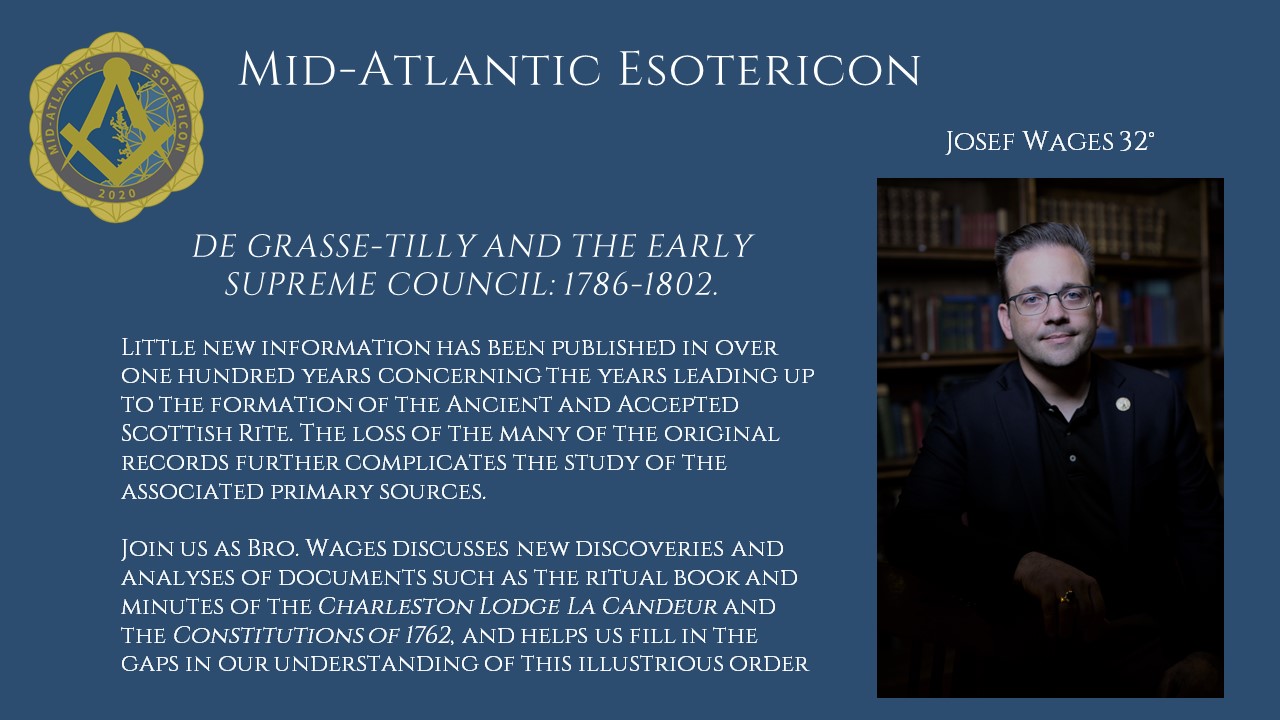 MID-ATLANTIC ESOTERICON
2020
Mid-Atlantic Esotericon
Josef Wages 32°
DE GRASSE-TILLY AND THE EARLY
SUPREME COUNCIL: 1786-1802.
Little new information has been published in over
one hundred years concerning the years leading up
to the formation of the Ancient and Accepted
Scottish Rite. The loss of the many of the original
records further complicates the study of the
associated primary sources.
Join us as Bro. Wages discusses new discoveries and
analyses of documents such as the ritual book and
minutes of the Charleston Lodge La Candeur and
the Constitutions of 1762, and helps us fill in the
gaps in our understanding of this illustrious order